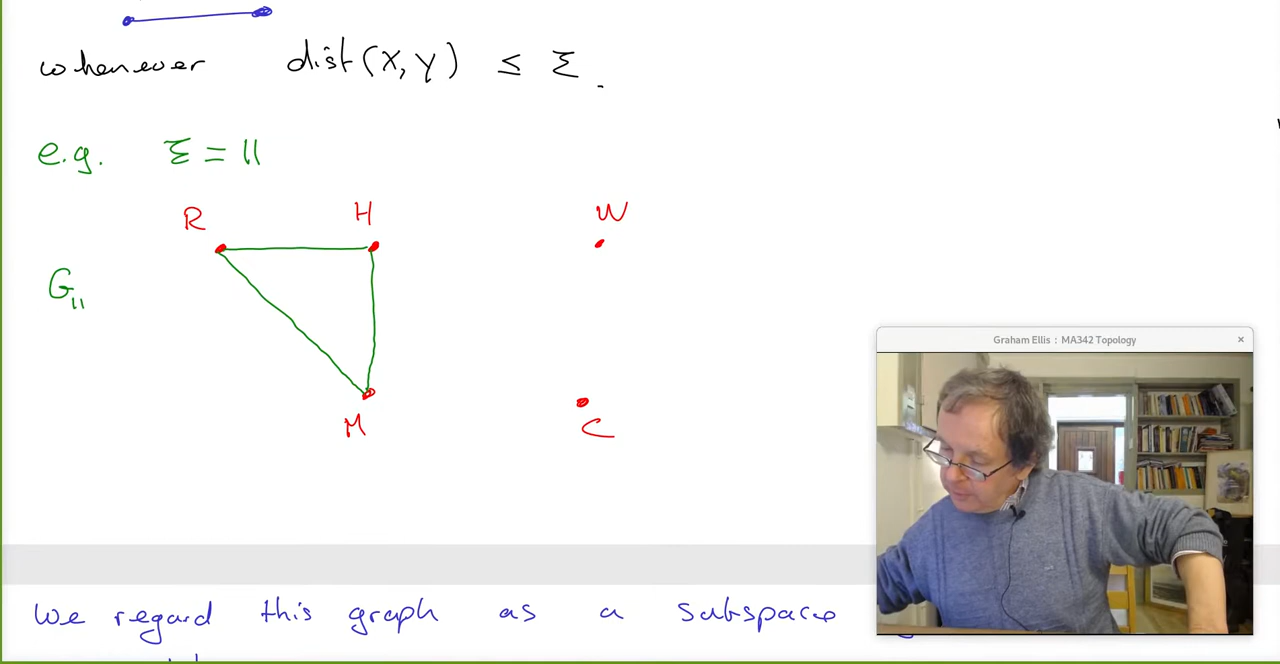 whenever dist(X, Y) ≤ Σ.
e.g. Σ = 11
R H W
G₁₁
Graham Ellis : MA342 Topology
M C
We regard this graph as a subspace